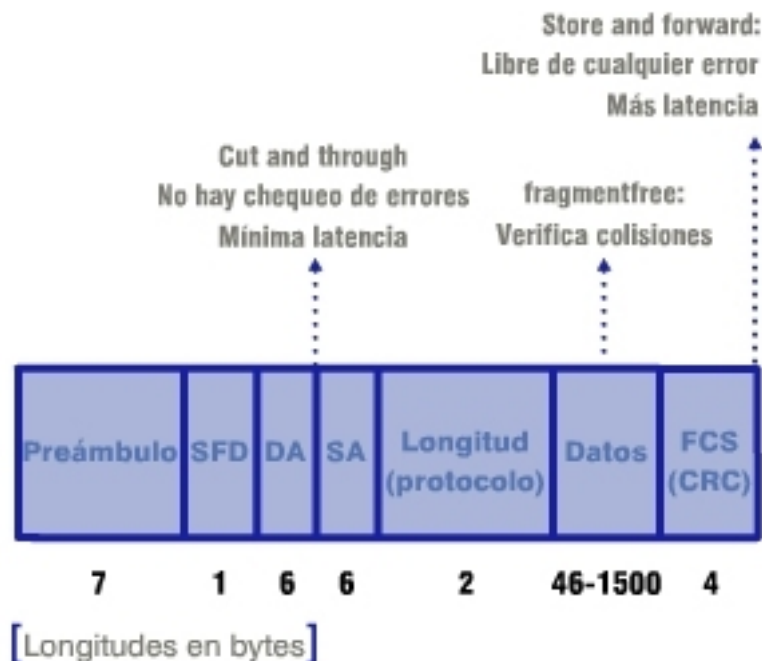 Store and forward:
Libre de cualquier error
Más latencia
Cut and through
No hay chequeo de errores
Mínima latencia
fragmentfree:
Verifica colisiones
Preámbulo
SFD
DA
SA
Longitud
(protocolo)
Datos
FCS
(CRC)
7
1
6
6
2
46-1500
4
[Longitudes en bytes]